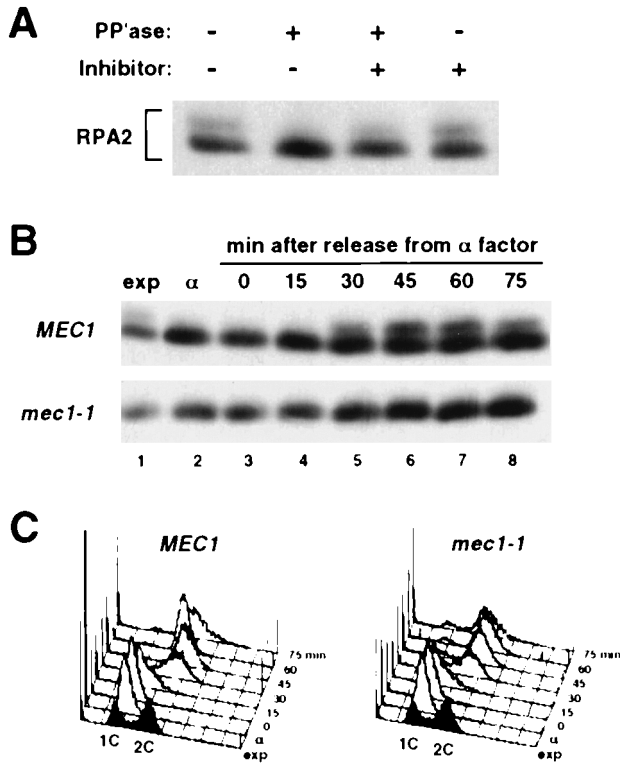 A
PP'ase: - + + -
Inhibitor: - - + +
RPA2
B
min after release from α factor
exp α 0 15 30 45 60 75
MEC1
mec1-1
1 2 3 4 5 6 7 8
C
MEC1
75 min
60
45
30
15
0
α
exp
1C 2C
mec1-1
75 min
60
45
30
15
0
α
exp
1C 2C